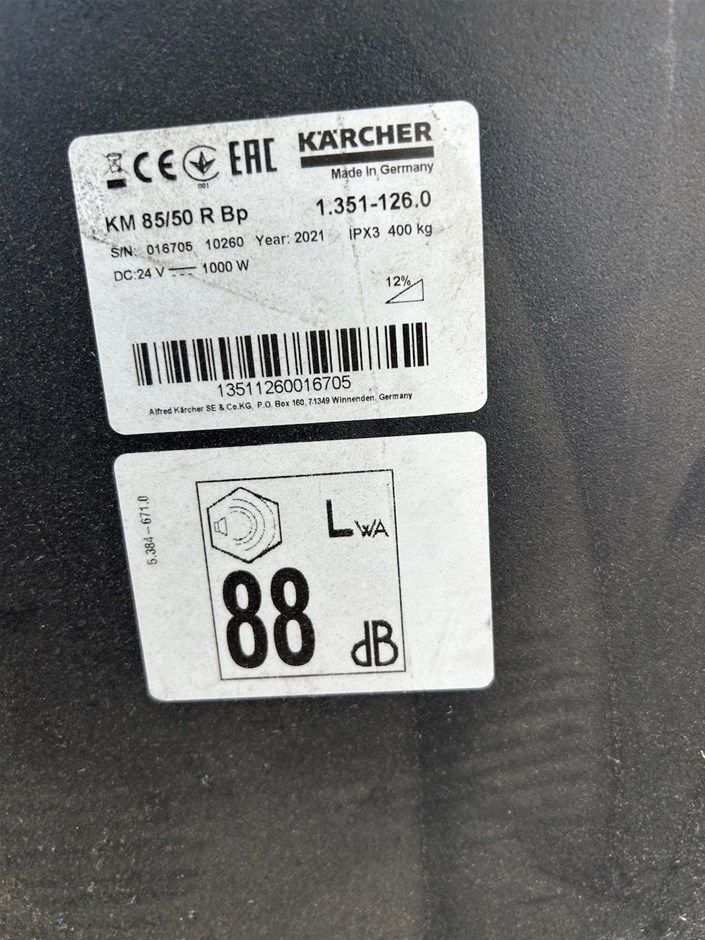 CE 001 EAC KÄRCHER
Made In Germany
KM 85/50 R Bp 1.351-126.0
S/N: 016705 10260 Year: 2021 IPX3 400 kg
DC:24 V 1000 W
12%
13511260016705
Alfred Kärcher SE & Co.KG, P.O. Box 160, 71349 Winnenden, Germany
5.384-671.0
LWA
88 dB